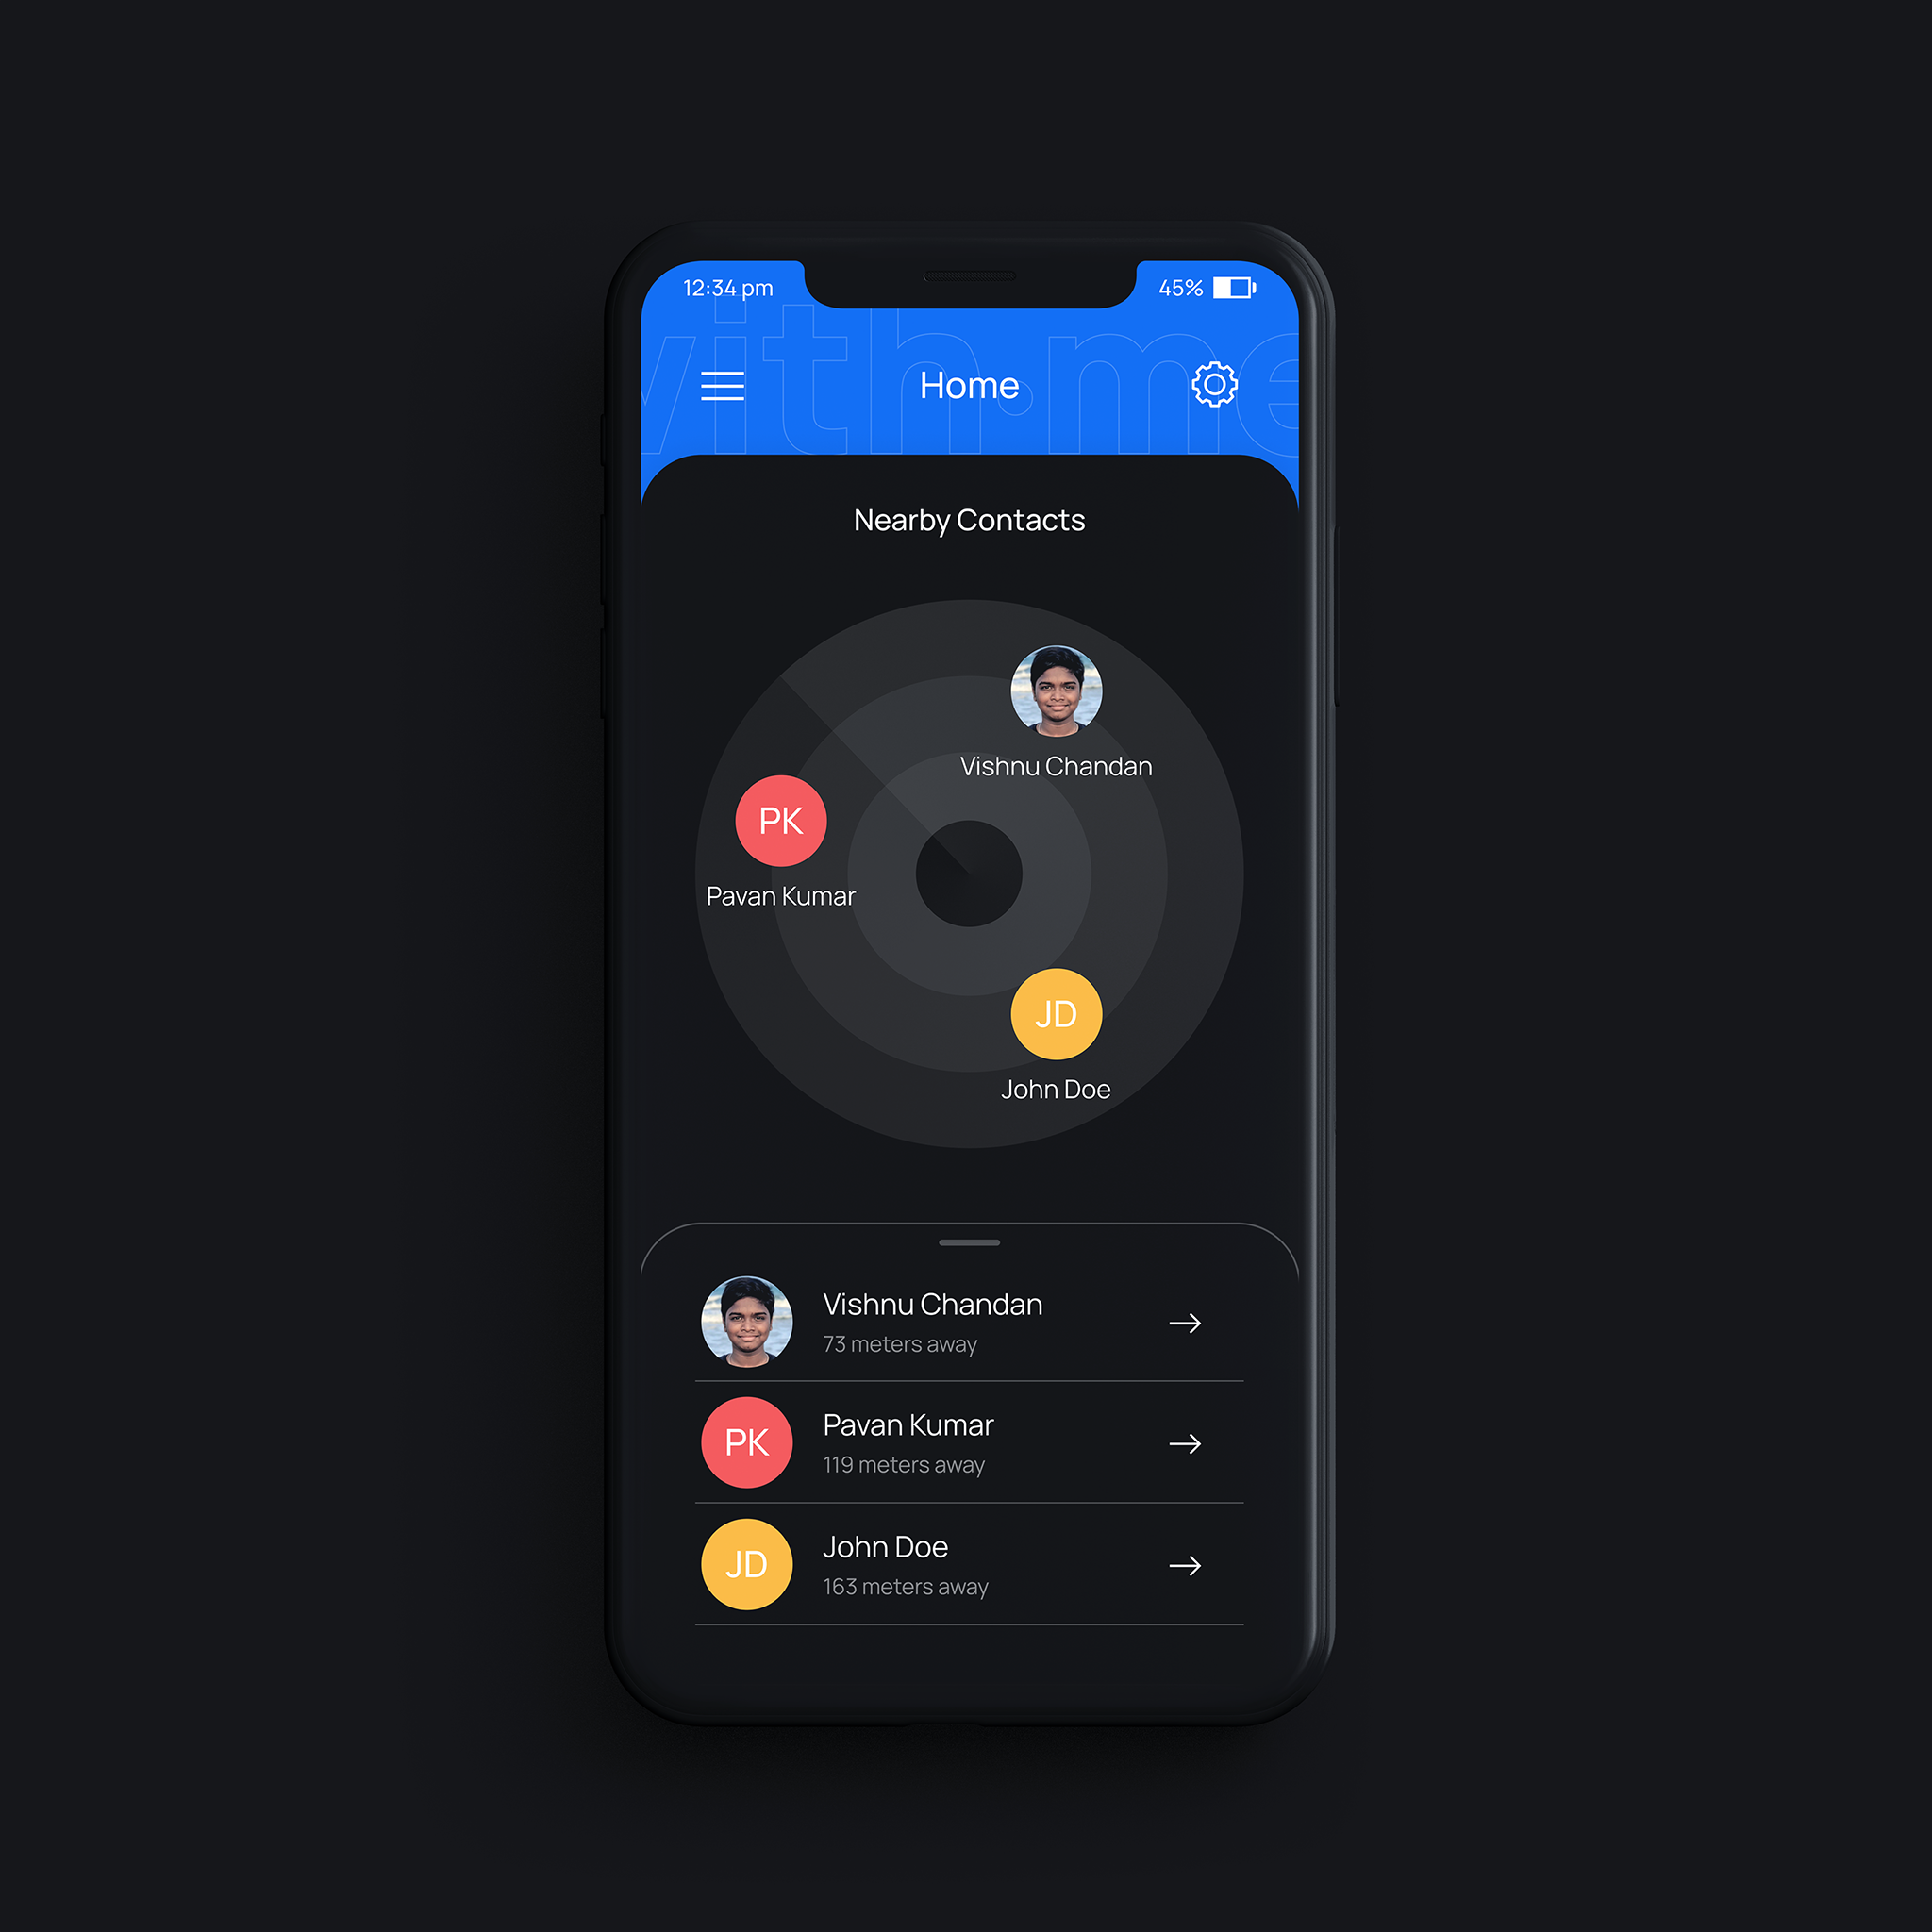 12:34 pm
45%
with.me
Home
Nearby Contacts
Vishnu Chandan
PK
Pavan Kumar
JD
John Doe
Vishnu Chandan
73 meters away
PK
Pavan Kumar
119 meters away
JD
John Doe
163 meters away